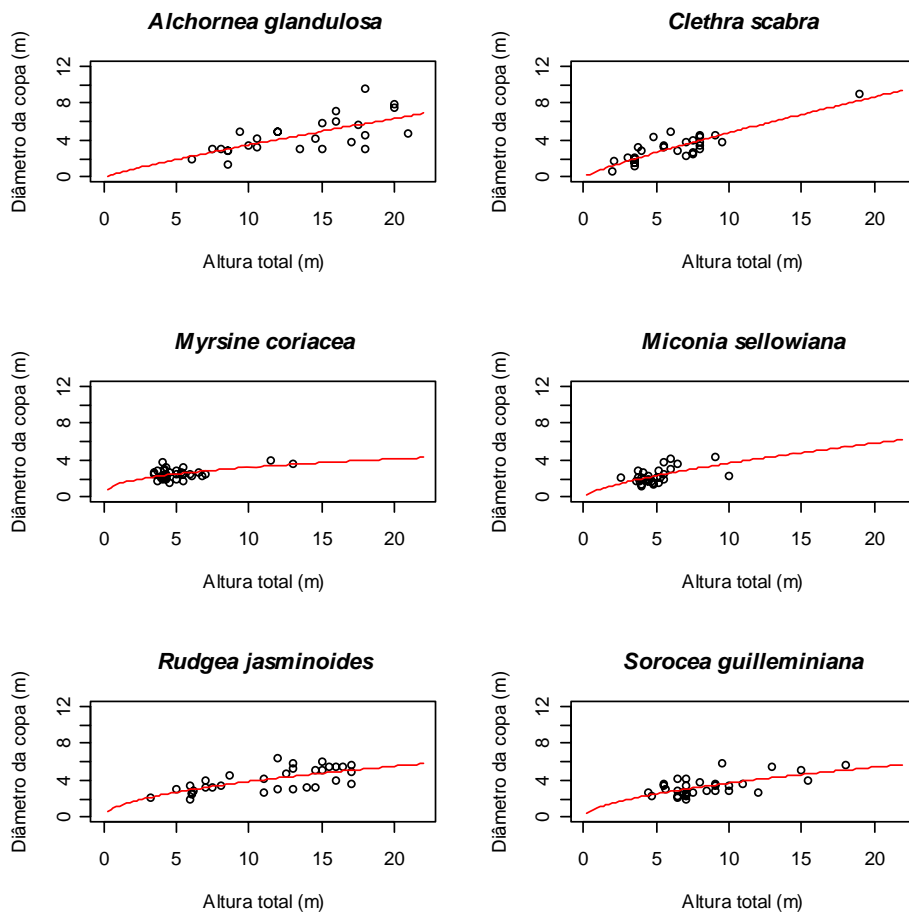 Alchornea glandulosa
Clethra scabra
Diâmetro da copa (m)
12
8
4
0
0 5 10 15 20
Altura total (m)
Diâmetro da copa (m)
12
8
4
0
0 5 10 15 20
Altura total (m)
Myrsine coriacea
Miconia sellowiana
Diâmetro da copa (m)
12
8
4
0
0 5 10 15 20
Altura total (m)
Diâmetro da copa (m)
12
8
4
0
0 5 10 15 20
Altura total (m)
Rudgea jasminoides
Sorocea guilleminiana
Diâmetro da copa (m)
12
8
4
0
0 5 10 15 20
Altura total (m)
Diâmetro da copa (m)
12
8
4
0
0 5 10 15 20
Altura total (m)